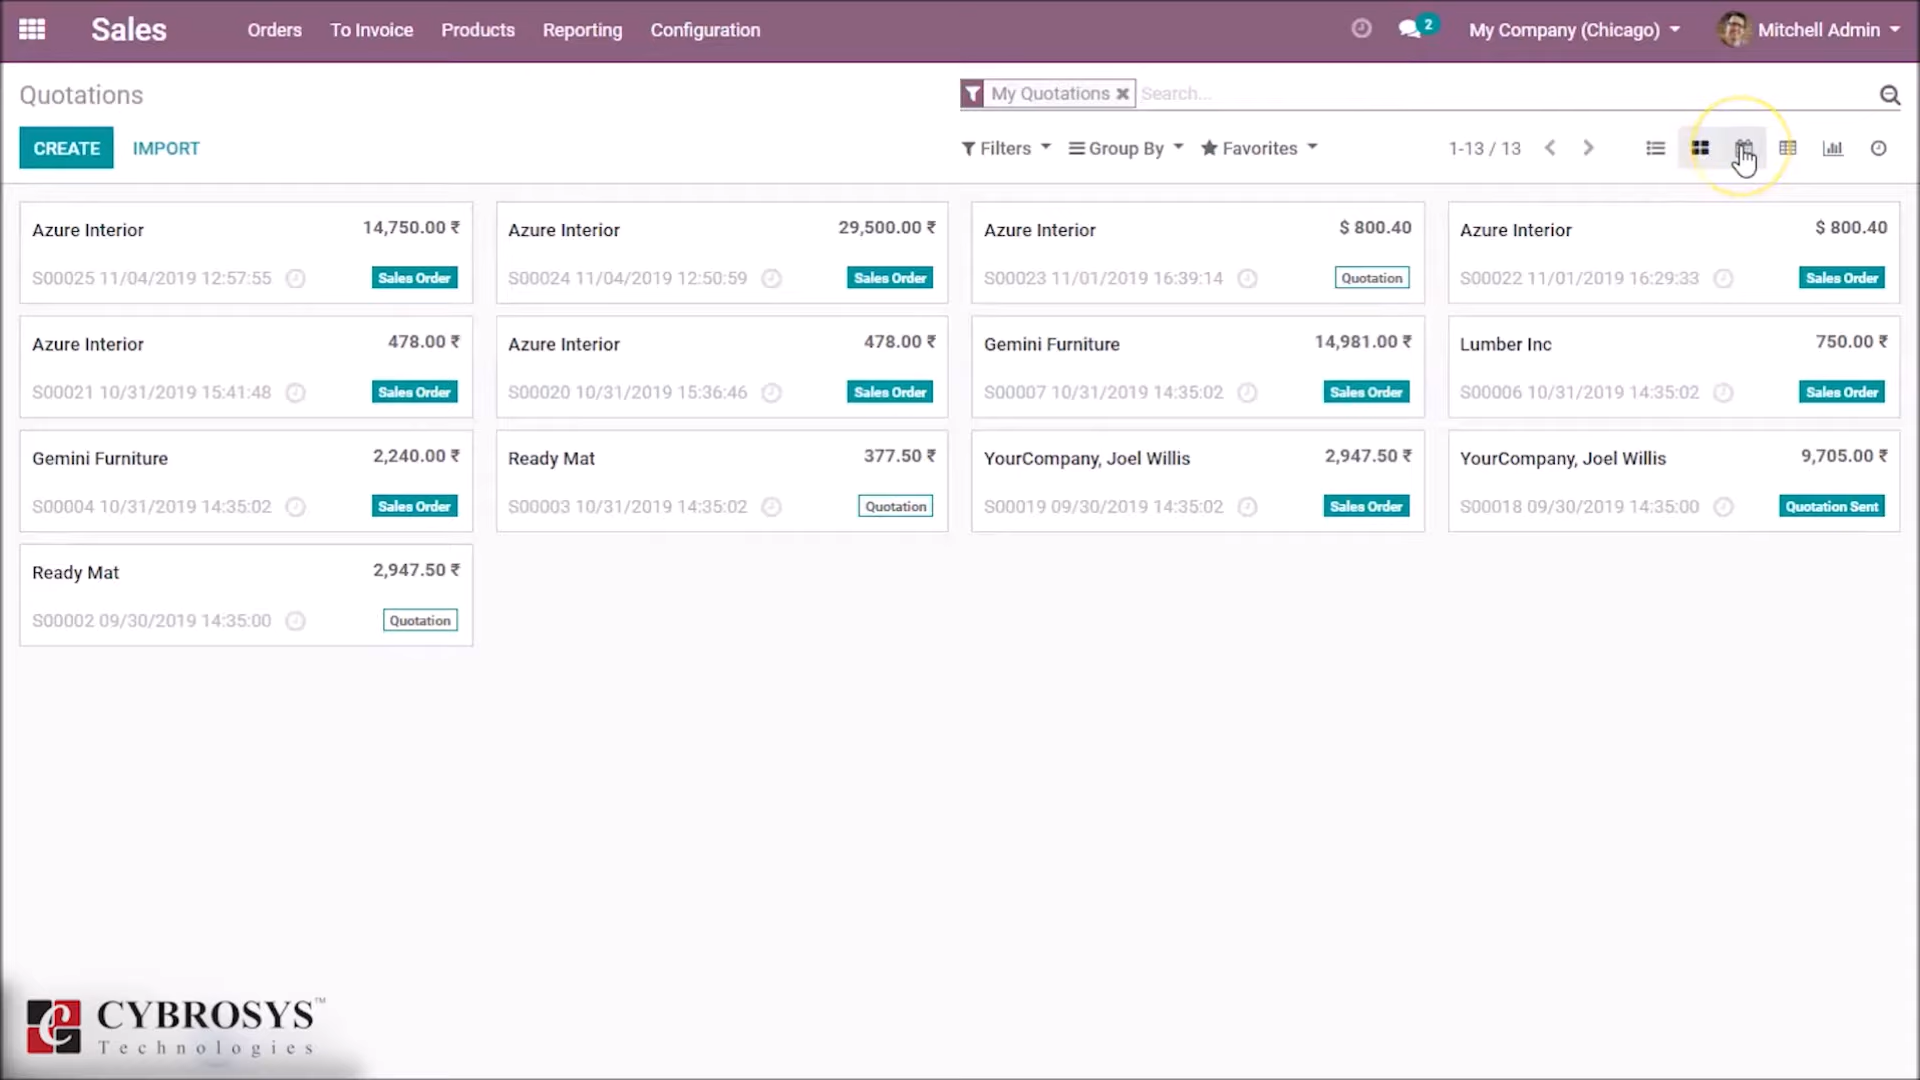 Sales Orders To Invoice Products Reporting Configuration 2 My Company (Chicago) Mitchell Admin
Quotations My Quotations Search...
CREATE IMPORT Filters Group By Favorites 1-13 / 13
Azure Interior 14,750.00 ₹
S00025 11/04/2019 12:57:55 Sales Order
Azure Interior 29,500.00 ₹
S00024 11/04/2019 12:50:59 Sales Order
Azure Interior $ 800.40
S00023 11/01/2019 16:39:14 Quotation
Azure Interior $ 800.40
S00022 11/01/2019 16:29:33 Sales Order
Azure Interior 478.00 ₹
S00021 10/31/2019 15:41:48 Sales Order
Azure Interior 478.00 ₹
S00020 10/31/2019 15:36:46 Sales Order
Gemini Furniture 14,981.00 ₹
S00007 10/31/2019 14:35:02 Sales Order
Lumber Inc 750.00 ₹
S00006 10/31/2019 14:35:02 Sales Order
Gemini Furniture 2,240.00 ₹
S00004 10/31/2019 14:35:02 Sales Order
Ready Mat 377.50 ₹
S00003 10/31/2019 14:35:02 Quotation
YourCompany, Joel Willis 2,947.50 ₹
S00019 09/30/2019 14:35:02 Sales Order
YourCompany, Joel Willis 9,705.00 ₹
S00018 09/30/2019 14:35:00 Quotation Sent
Ready Mat 2,947.50 ₹
S00002 09/30/2019 14:35:00 Quotation
CYBROSYS™
Technologies